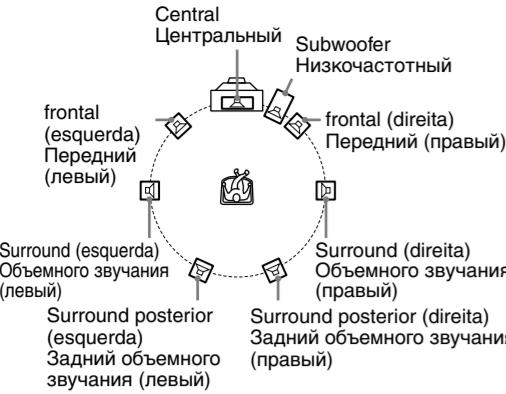 Central
Центральный
Subwoofer
Низкочастотный
frontal
(esquerda)
Передний
(левый)
frontal (direita)
Передний (правый)
Surround (esquerda)
Объемного звучания
(левый)
Surround (direita)
Объемного звучания
(правый)
Surround posterior
(esquerda)
Задний объемного
звучания (левый)
Surround posterior (direita)
Задний объемного звучания
(правый)